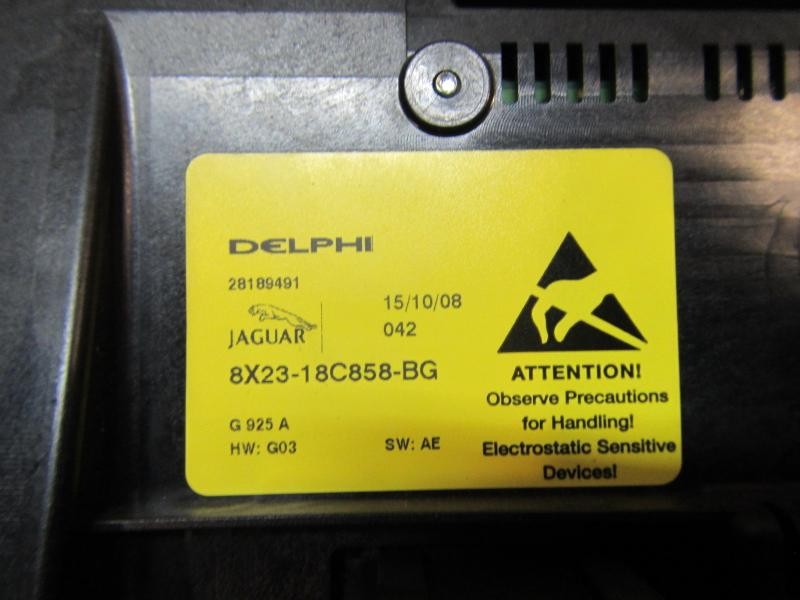 DELPHI
28189491
JAGUAR
15/10/08
042
8X23-18C858-BG
G 925 A
HW: G03
SW: AE
ATTENTION!
Observe Precautions
for Handling!
Electrostatic Sensitive
Devices!